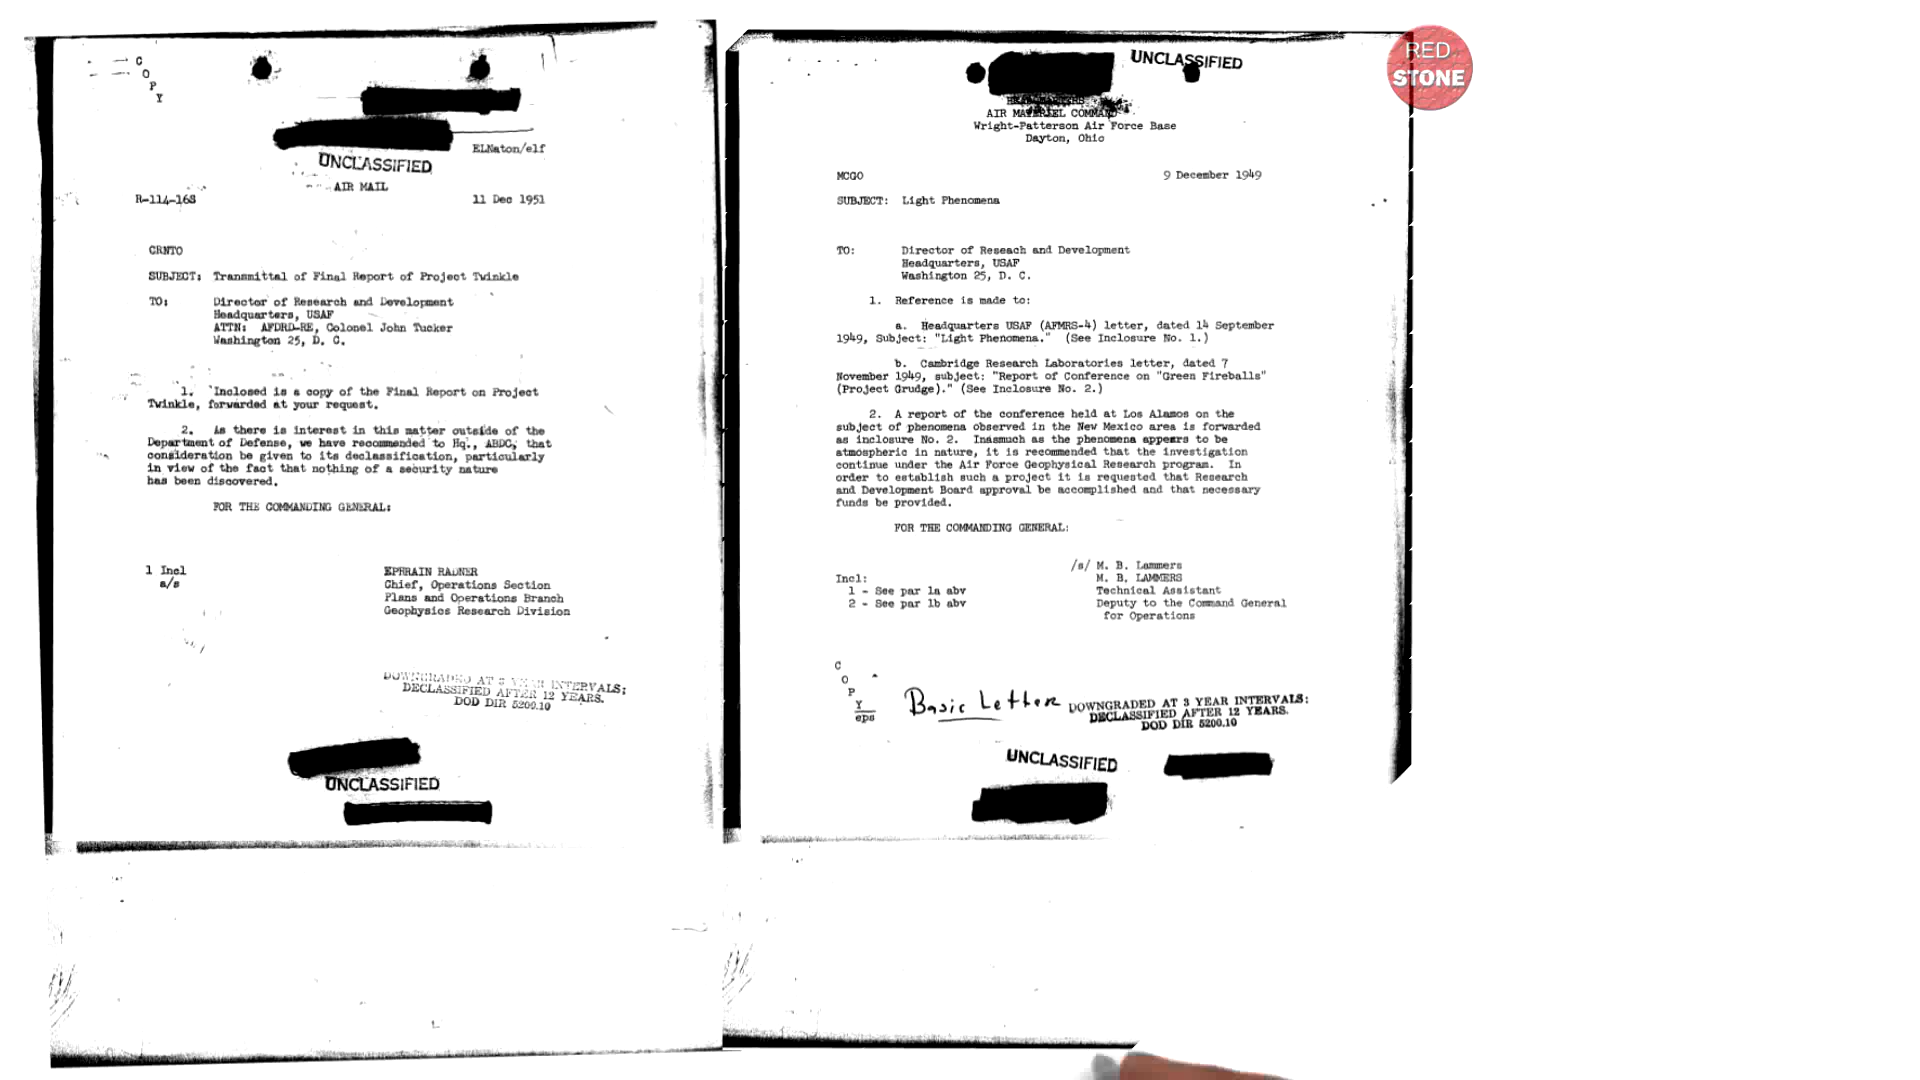 C
O
P
Y
UNCLASSIFIED
ELNaton/elf
AIR MAIL
R-114-168
11 Dec 1951
CRNTO
SUBJECT: Transmittal of Final Report of Project Twinkle
TO: Director of Research and Development
Headquarters, USAF
ATTN: AFDRD-RE, Colonel John Tucker
Washington 25, D. C.
1. Inclosed is a copy of the Final Report on Project
Twinkle, forwarded at your request.
2. As there is interest in this matter outside of the
Department of Defense, we have recommended to Hq., ABDC, that
consideration be given to its declassification, particularly
in view of the fact that nothing of a security nature
has been discovered.
FOR THE COMMANDING GENERAL:
1 Incl
a/s
EPHRAIN RADNER
Chief, Operations Section
Plans and Operations Branch
Geophysics Research Division
DOWNGRADED AT 3 YEAR INTERVALS;
DECLASSIFIED AFTER 12 YEARS.
DOD DIR 5200.10
UNCLASSIFIED
UNCLASSIFIED
HEADQUARTERS
AIR MATERIEL COMMAND
Wright-Patterson Air Force Base
Dayton, Ohio
MCGO
9 December 1949
SUBJECT: Light Phenomena
TO: Director of Reseach and Development
Headquarters, USAF
Washington 25, D. C.
1. Reference is made to:
a. Headquarters USAF (AFMRS-4) letter, dated 14 September
1949, Subject: "Light Phenomena." (See Inclosure No. 1.)
b. Cambridge Research Laboratories letter, dated 7
November 1949, subject: "Report of Conference on "Green Fireballs"
(Project Grudge)." (See Inclosure No. 2.)
2. A report of the conference held at Los Alamos on the
subject of phenomena observed in the New Mexico area is forwarded
as inclosure No. 2. Inasmuch as the phenomena appears to be
atmospheric in nature, it is recommended that the investigation
continue under the Air Force Geophysical Research program. In
order to establish such a project it is requested that Research
and Development Board approval be accomplished and that necessary
funds be provided.
FOR THE COMMANDING GENERAL:
/s/ M. B. Lammers
M. B. LAMMERS
Technical Assistant
Deputy to the Command General
for Operations
Incl:
1 - See par 1a abv
2 - See par 1b abv
C
O
P
Y
eps
Basic Letter
DOWNGRADED AT 3 YEAR INTERVALS;
DECLASSIFIED AFTER 12 YEARS.
DOD DIR 5200.10
UNCLASSIFIED
RED
STONE